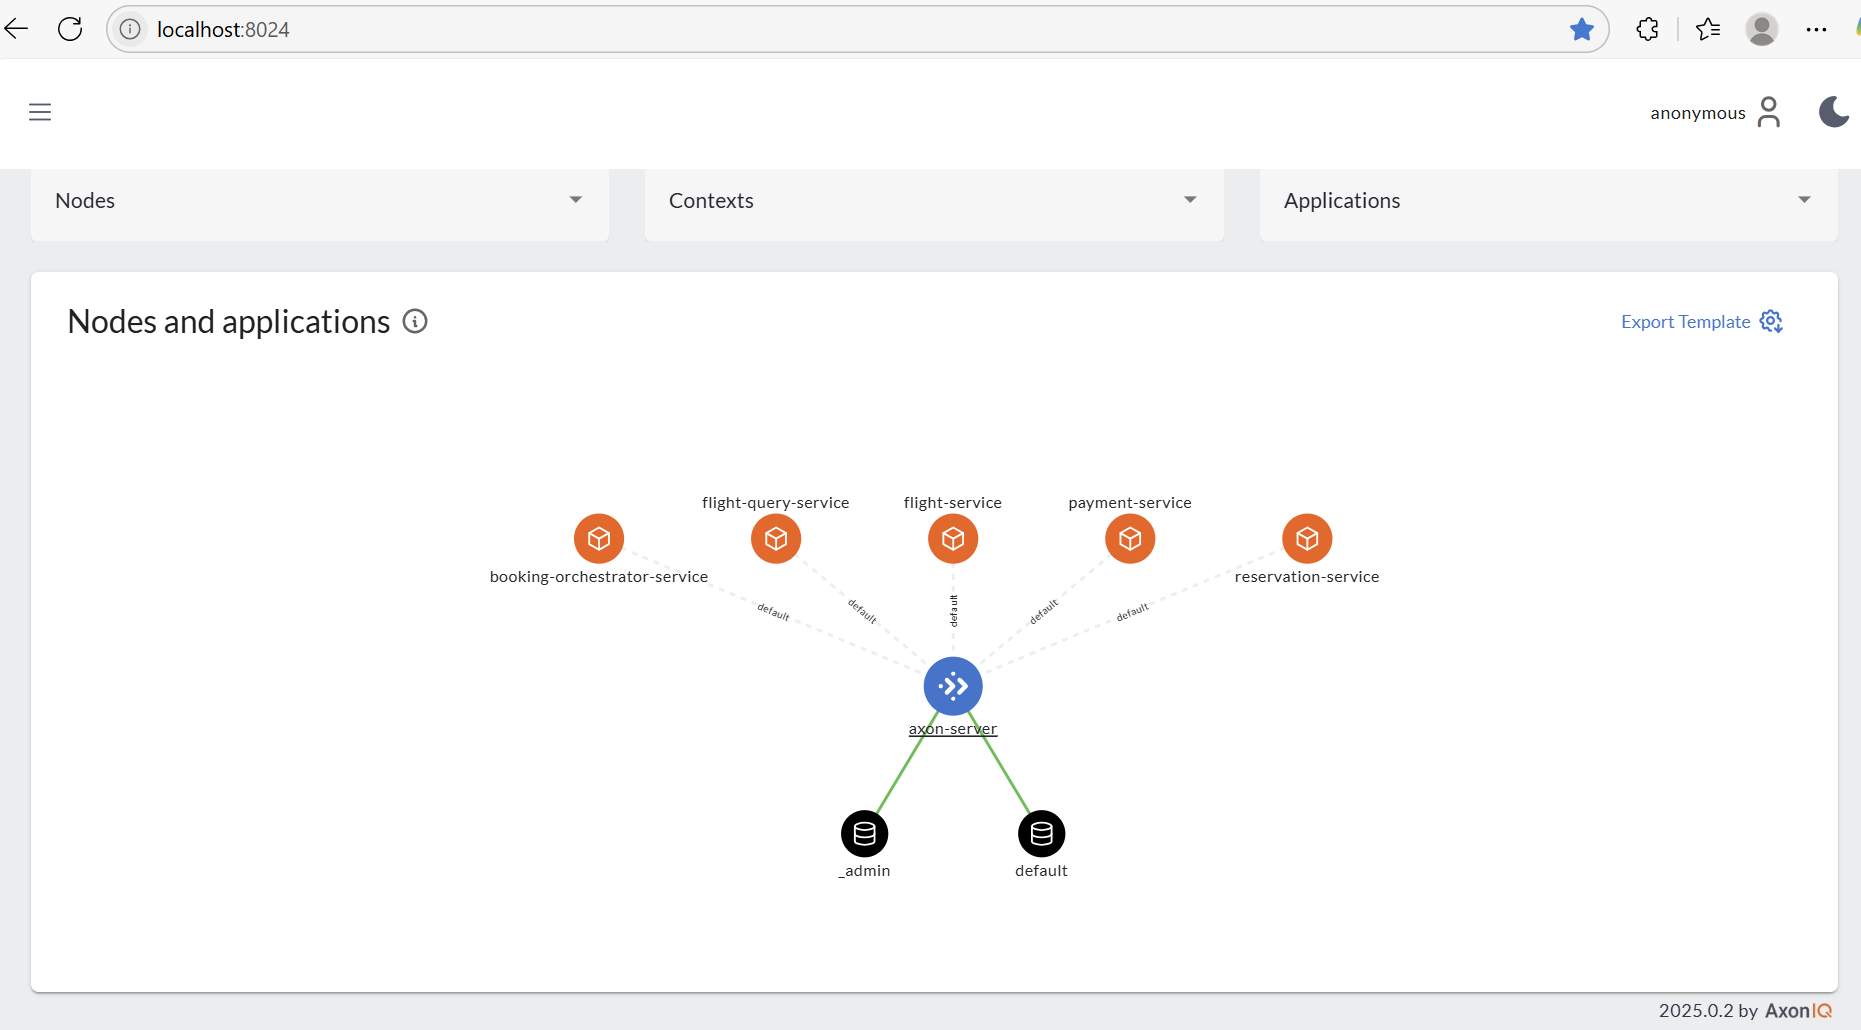 localhost:8024
anonymous
Nodes
Contexts
Applications
Nodes and applications
Export Template
flight-query-service
flight-service
payment-service
booking-orchestrator-service
reservation-service
default
default
default
default
default
axon-server
_admin
default
2025.0.2 by AxonIQ